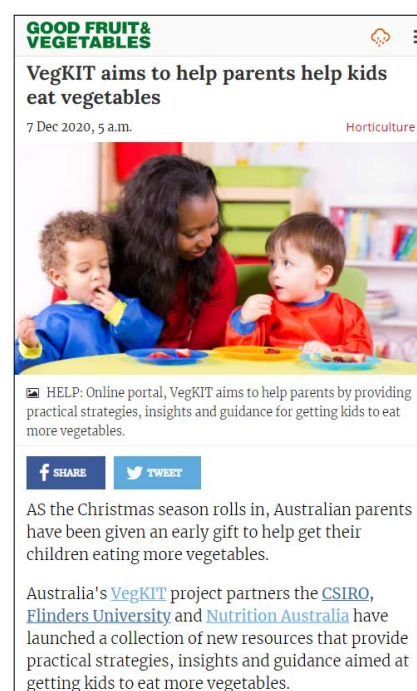 GOOD FRUIT&
VEGETABLES
VegKIT aims to help parents help kids
eat vegetables
7 Dec 2020, 5 a.m.
Horticulture
HELP: Online portal, VegKIT aims to help parents by providing
practical strategies, insights and guidance for getting kids to eat
more vegetables.
f SHARE
TWEET
AS the Christmas season rolls in, Australian parents
have been given an early gift to help get their
children eating more vegetables.
Australia's VegKIT project partners the CSIRO,
Flinders University and Nutrition Australia have
launched a collection of new resources that provide
practical strategies, insights and guidance aimed at
getting kids to eat more vegetables.